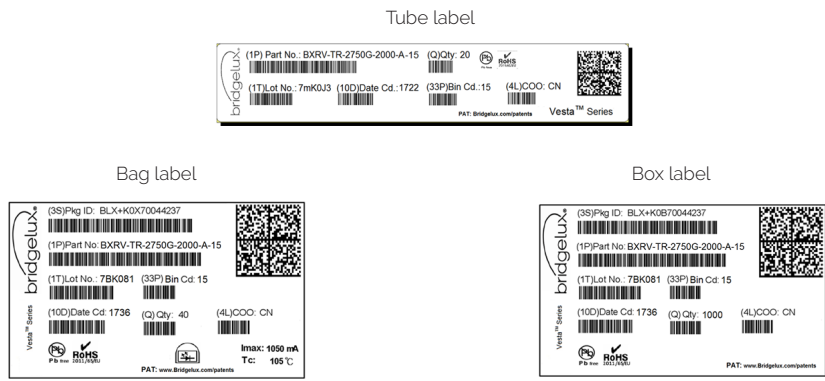 Tube label
bridgelux.
(1P) Part No.: BXRV-TR-2750G-2000-A-15 (Q)Qty: 20 Pb RoHS
(1T)Lot No.: 7mK0J3 (10D)Date Cd.:1722 (33P)Bin Cd.:15 (4L)COO: CN
PAT: Bridgelux.com/patents Vesta™ Series
Bag label
bridgelux®
(3S)Pkg ID: BLX+K0X70044237
(1P)Part No: BXRV-TR-2750G-2000-A-15
(1T)Lot No.: 7BK081 (33P) Bin Cd: 15
(10D)Date Cd: 1736 (Q) Qty: 40 (4L)COO: CN
Vesta™ Series
Pb free RoHS 2011/65/EU
Imax: 1050 mA
Tc: 105℃
PAT: www.Bridgelux.com/patents
Box label
bridgelux®
(3S)Pkg ID: BLX+K0B70044237
(1P)Part No: BXRV-TR-2750G-2000-A-15
(1T)Lot No.: 7BK081 (33P) Bin Cd: 15
(10D)Date Cd: 1736 (Q) Qty: 1000 (4L)COO: CN
Vesta™ Series
Pb free RoHS 2011/65/EU
PAT: www.Bridgelux.com/patents